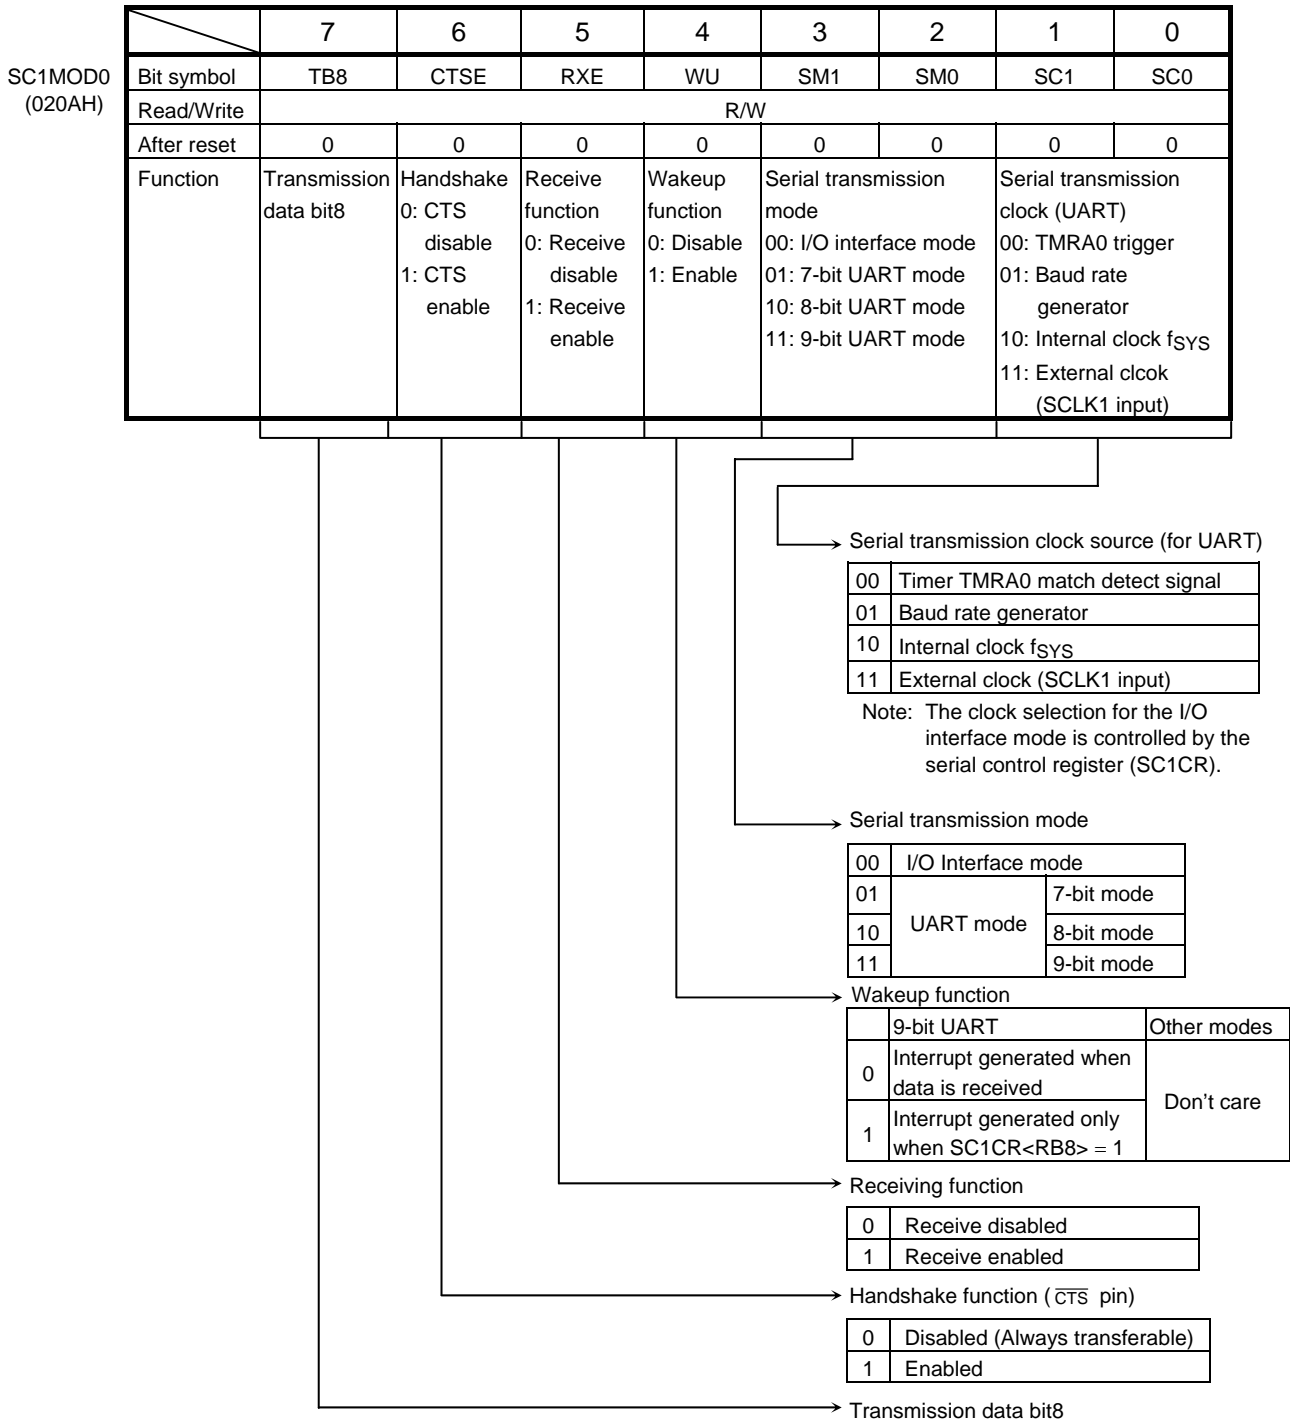 7 6 5 4 3 2 1 0
SC1MOD0 (020AH)
Bit symbol TB8 CTSE RXE WU SM1 SM0 SC1 SC0
Read/Write R/W
After reset 0 0 0 0 0 0 0 0
Function
Transmission
data bit8
Handshake
0: CTS
disable
1: CTS
enable
Receive
function
0: Receive
disable
1: Receive
enable
Wakeup
function
0: Disable
1: Enable
Serial transmission
mode
00: I/O interface mode
01: 7-bit UART mode
10: 8-bit UART mode
11: 9-bit UART mode
Serial transmission
clock (UART)
00: TMRA0 trigger
01: Baud rate
generator
10: Internal clock fSYS
11: External clcok
(SCLK1 input)
Serial transmission clock source (for UART)
00 Timer TMRA0 match detect signal
01 Baud rate generator
10 Internal clock fSYS
11 External clock (SCLK1 input)
Note: The clock selection for the I/O
interface mode is controlled by the
serial control register (SC1CR).
Serial transmission mode
00 I/O Interface mode
01 7-bit mode
UART mode
10 8-bit mode
11 9-bit mode
Wakeup function
9-bit UART Other modes
0 Interrupt generated when
data is received
Don't care
1 Interrupt generated only
when SC1CR<RB8> = 1
Receiving function
0 Receive disabled
1 Receive enabled
Handshake function ( CTS pin)
0 Disabled (Always transferable)
1 Enabled
Transmission data bit8